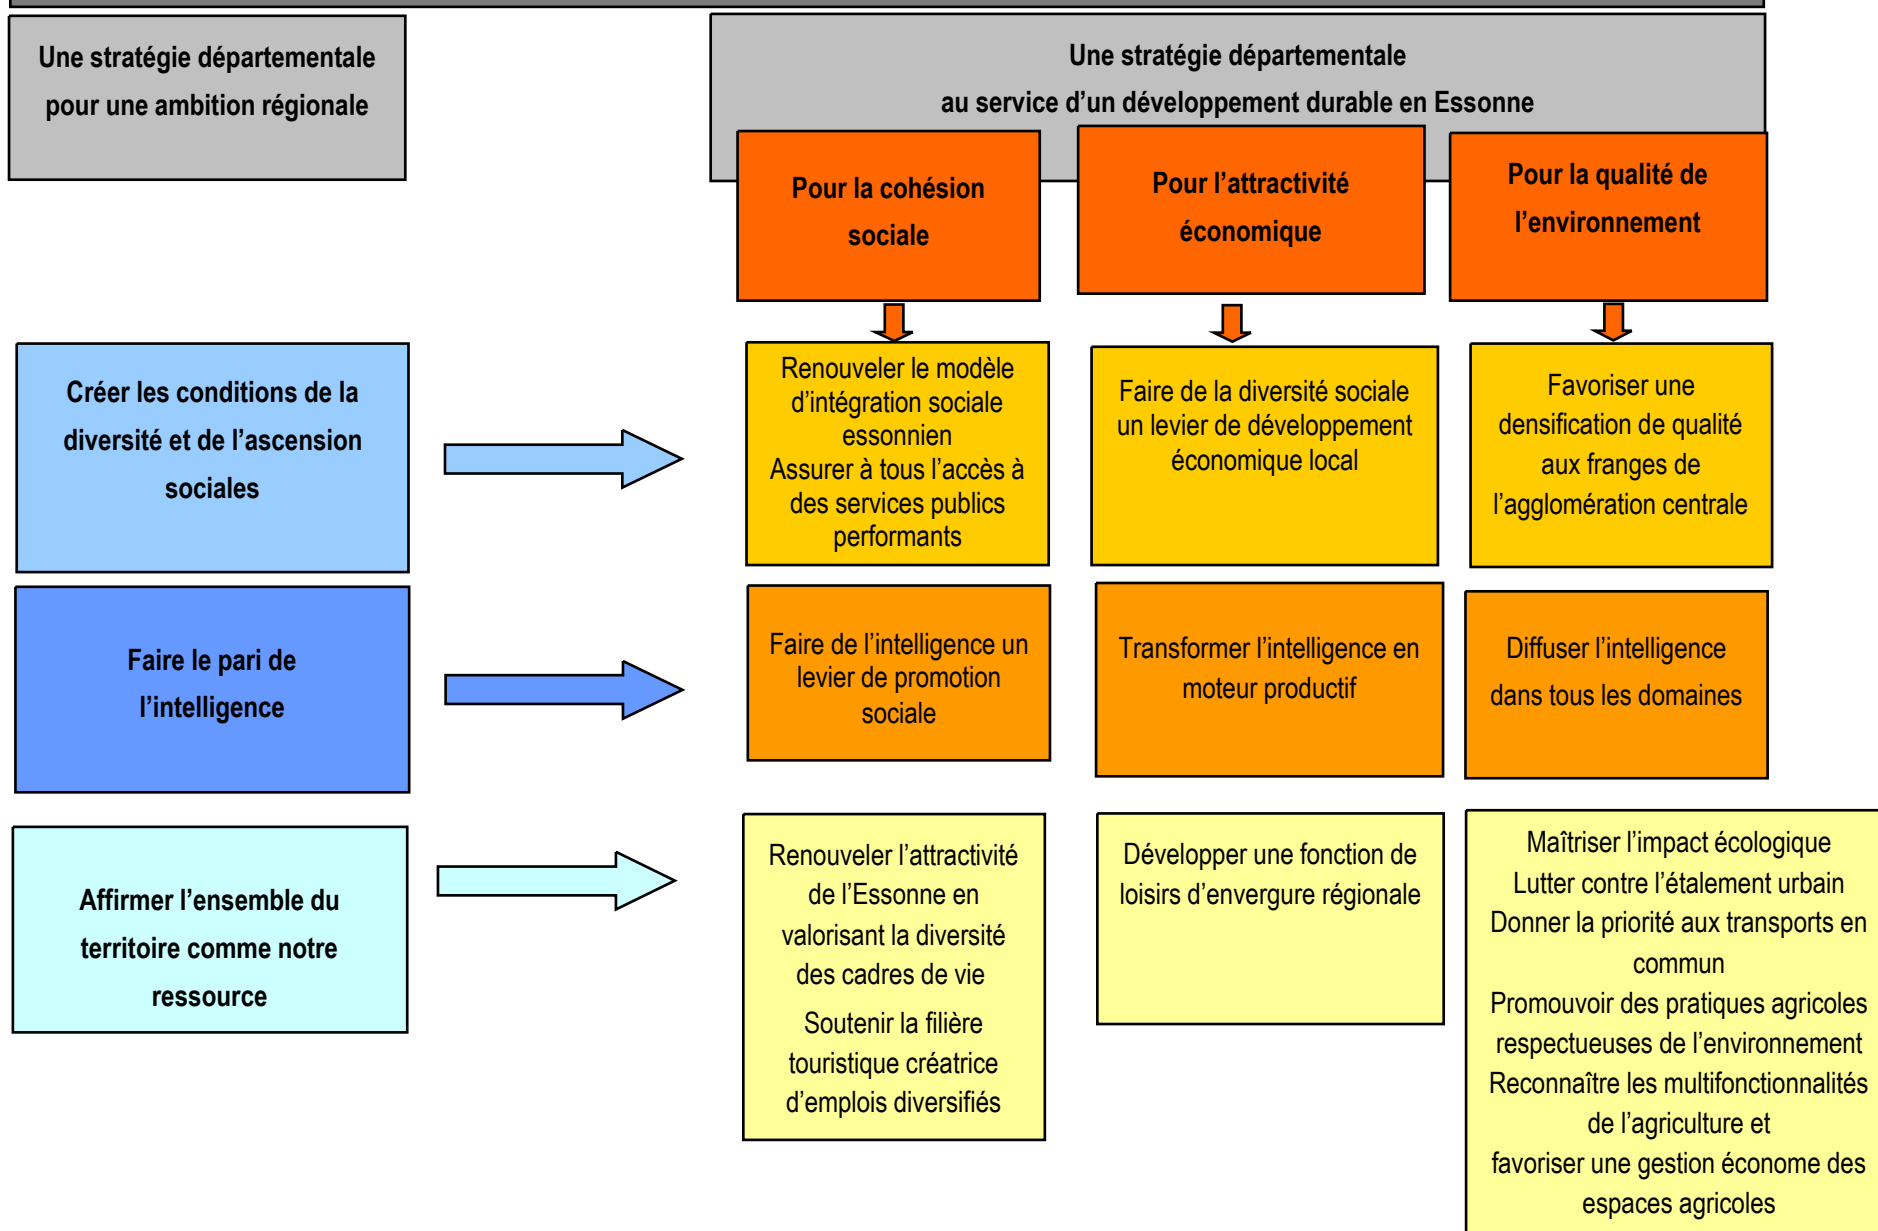 Une stratégie départementale
pour une ambition régionale
Une stratégie départementale
au service d’un développement durable en Essonne
Pour la cohésion
sociale
Pour l’attractivité
économique
Pour la qualité de
l’environnement
Créer les conditions de la
diversité et de l’ascension
sociales
Renouveler le modèle
d’intégration sociale
essonnien
Assurer à tous l’accès à
des services publics
performants
Faire de la diversité sociale
un levier de développement
économique local
Favoriser une
densification de qualité
aux franges de
l’agglomération centrale
Faire le pari de
l’intelligence
Faire de l’intelligence un
levier de promotion
sociale
Transformer l’intelligence en
moteur productif
Diffuser l’intelligence
dans tous les domaines
Affirmer l’ensemble du
territoire comme notre
ressource
Renouveler l’attractivité
de l’Essonne en
valorisant la diversité
des cadres de vie
Soutenir la filière
touristique créatrice
d’emplois diversifiés
Développer une fonction de
loisirs d’envergure régionale
Maîtriser l’impact écologique
Lutter contre l’étalement urbain
Donner la priorité aux transports en
commun
Promouvoir des pratiques agricoles
respectueuses de l’environnement
Reconnaître les multifonctionnalités
de l’agriculture et
favoriser une gestion économe des
espaces agricoles